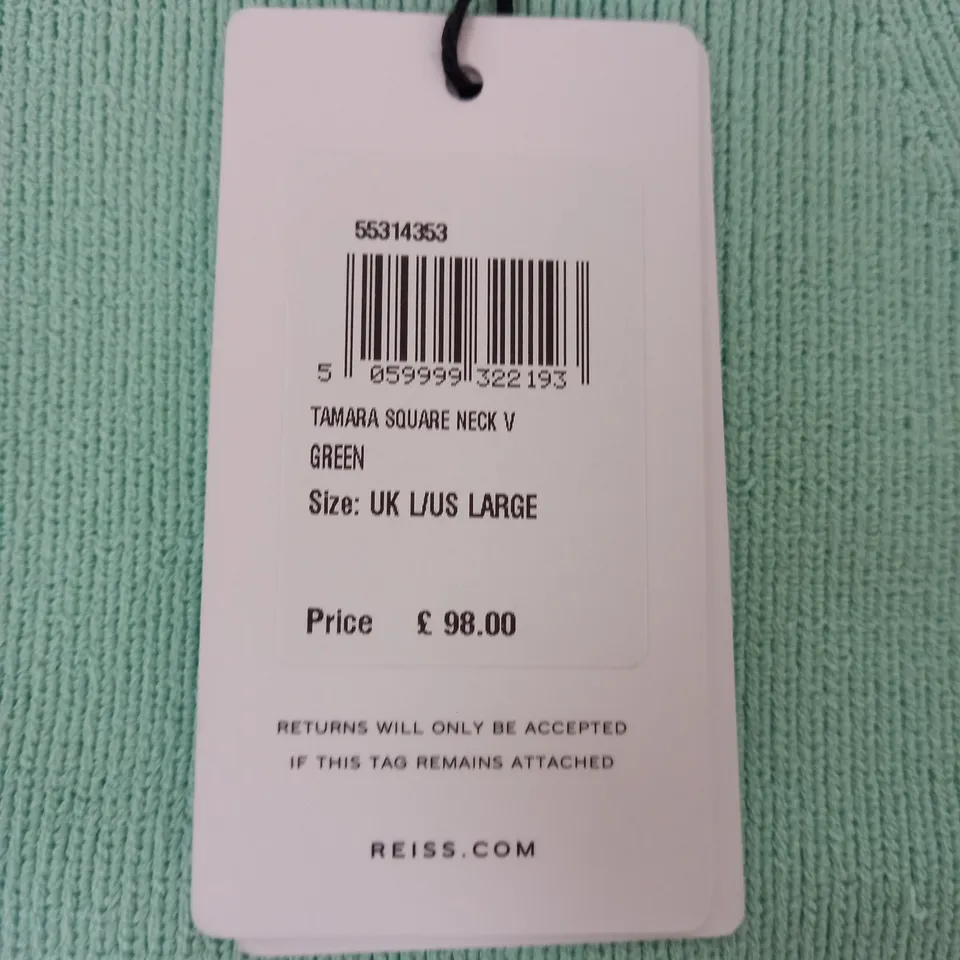 55314353
5 059999 322193
TAMARA SQUARE NECK V
GREEN
Size: UK L/US LARGE
Price £ 98.00
RETURNS WILL ONLY BE ACCEPTED
IF THIS TAG REMAINS ATTACHED
REISS.COM